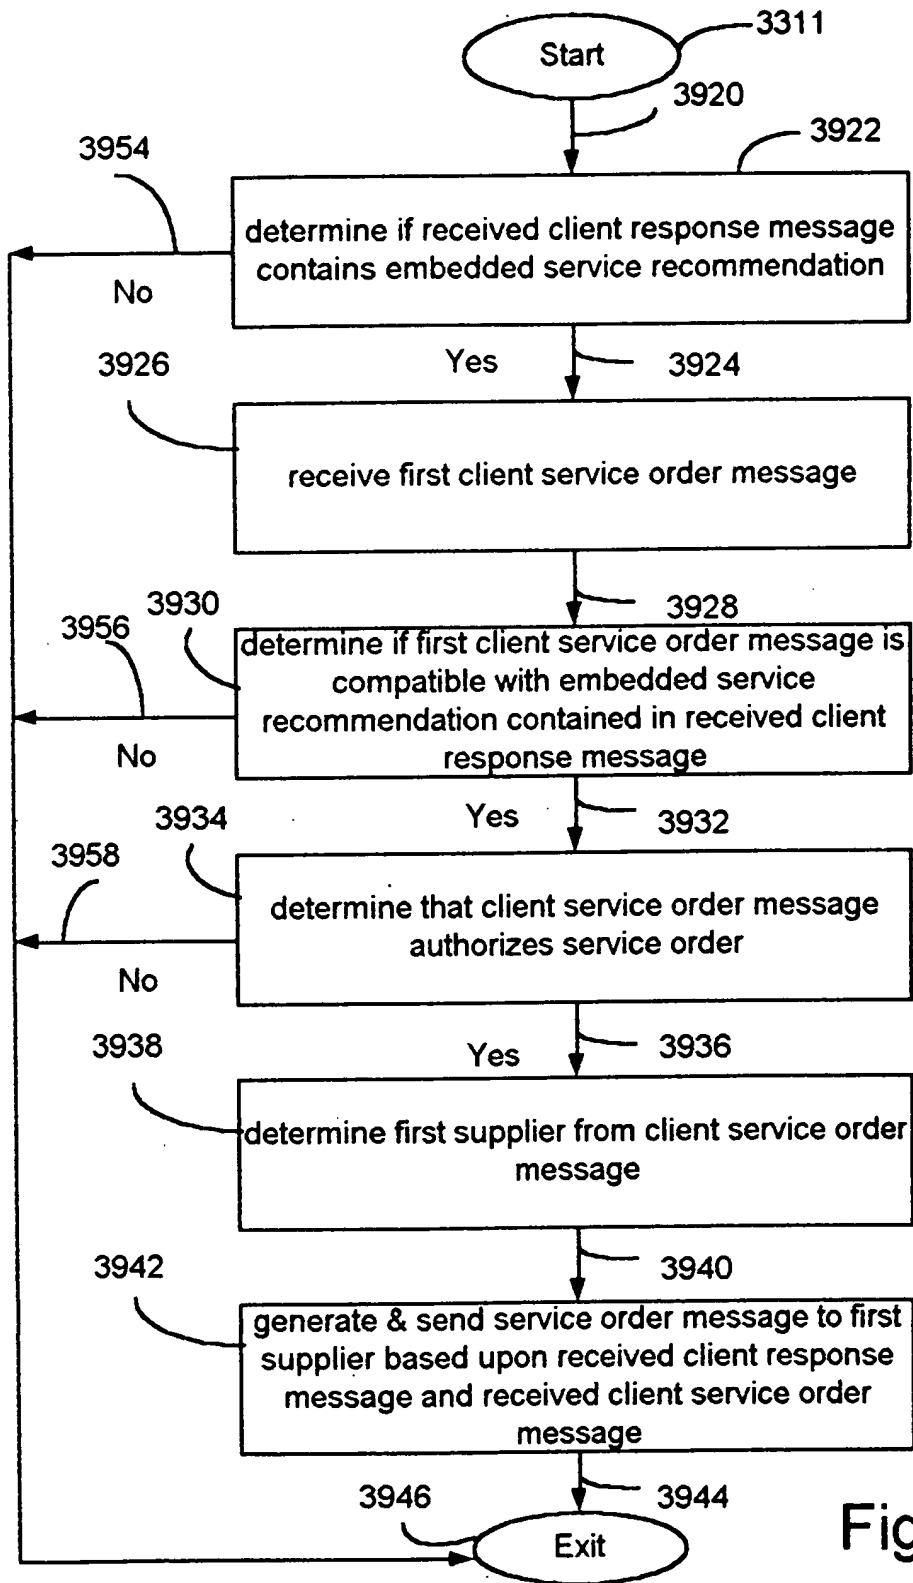 Start
3311
3920
3922
3954
determine if received client response message
contains embedded service recommendation
No
Yes
3924
3926
receive first client service order message
3928
3930
3956
determine if first client service order message is
compatible with embedded service
recommendation contained in received client
response message
No
Yes
3932
3934
3958
determine that client service order message
authorizes service order
No
Yes
3936
3938
determine first supplier from client service order
message
3940
3942
generate & send service order message to first
supplier based upon received client response
message and received client service order
message
3944
3946
Exit
Fig